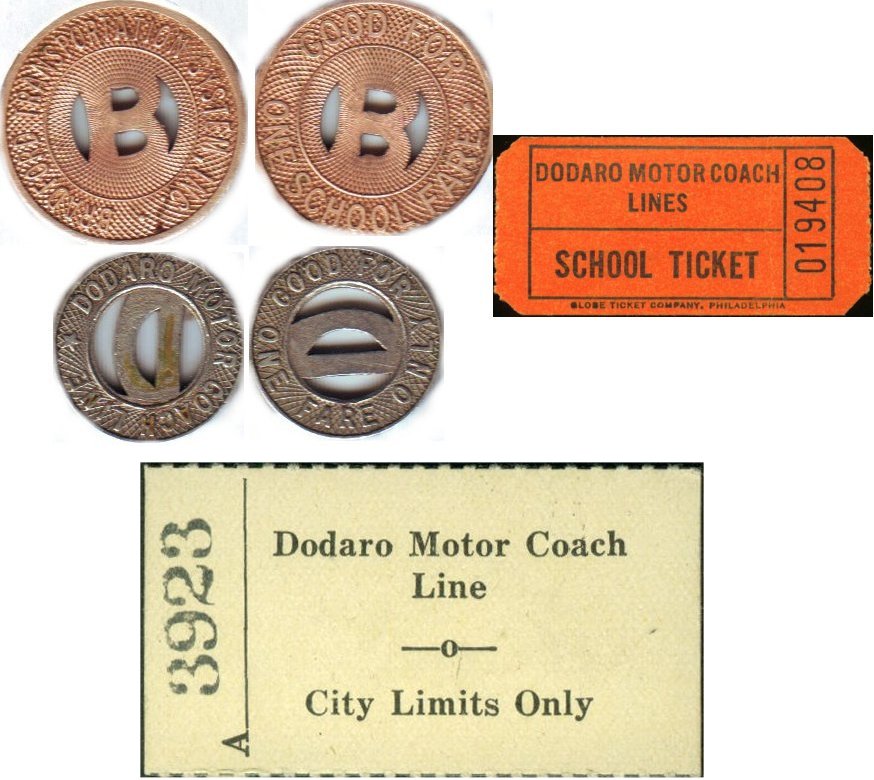 TRANSPORTATION SYSTEM, INC.
B
GOOD FOR
SCHOOL FARE
B
DODARO MOTOR COACH
LINES
SCHOOL TICKET
019408
GLOBE TICKET COMPANY, PHILADELPHIA
DODARO MOTOR COACH LINE
D
GOOD FOR ONLY
ONE FARE
D
3923
A
Dodaro Motor Coach
Line
—o—
City Limits Only